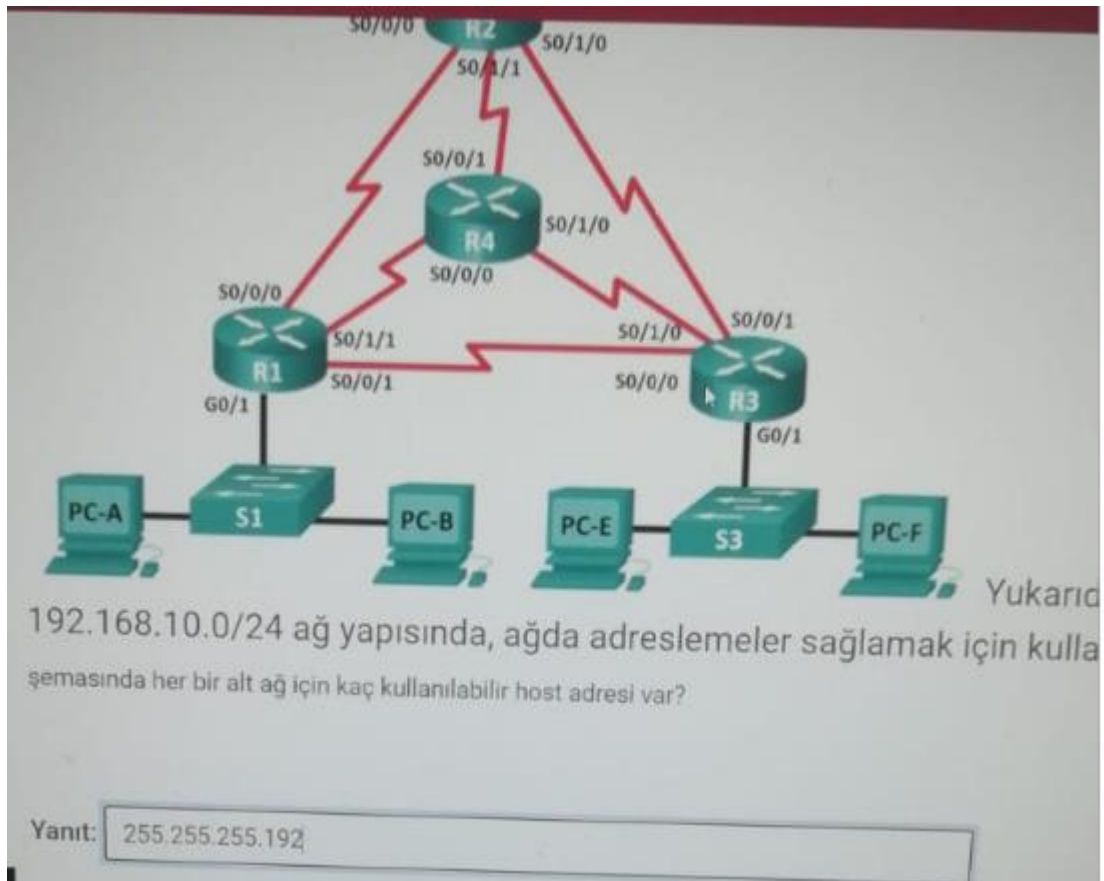 S0/0/0
R2
S0/1/0
S0/1/1
S0/0/1
R4
S0/1/0
S0/0/0
S0/0/0
R1
S0/1/1
S0/0/1
G0/1
S0/1/0
S0/0/1
S0/0/0
R3
G0/1
PC-A
S1
PC-B
PC-E
S3
PC-F
Yukarıd
192.168.10.0/24 ağ yapısında, ağda adreslemeler sağlamak için kulla
şemasında her bir alt ağ için kaç kullanılabilir host adresi var?
Yanıt: 255.255.255.192